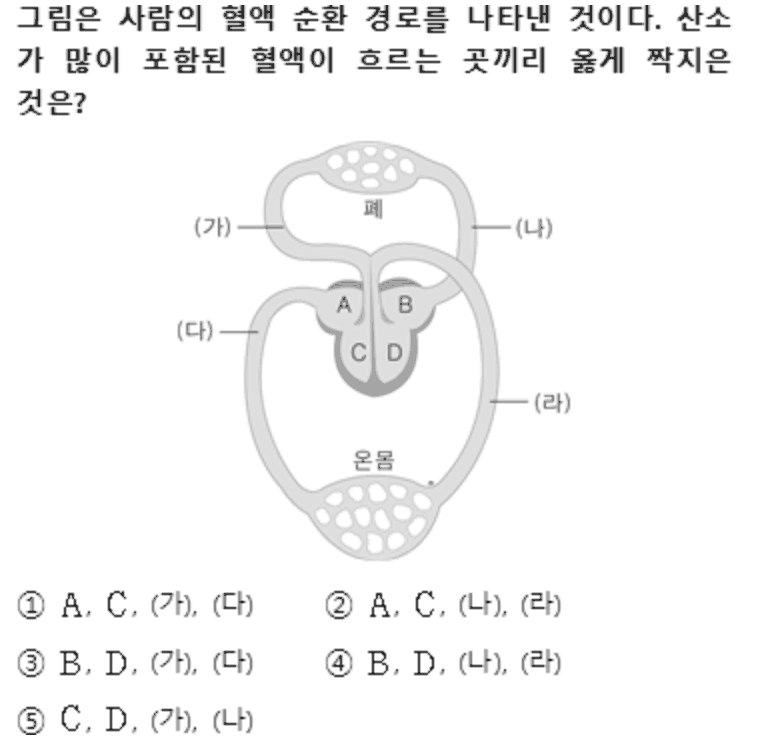 그림은 사람의 혈액 순환 경로를 나타낸 것이다. 산소
가 많이 포함된 혈액이 흐르는 곳끼리 옳게 짝지은
것은?
폐
(가)
(나)
A
B
(다)
C
D
(라)
온몸
① A, C, (가), (다)
② A, C, (나), (라)
③ B, D, (가), (다)
④ B, D, (나), (라)
⑤ C, D, (가), (나)